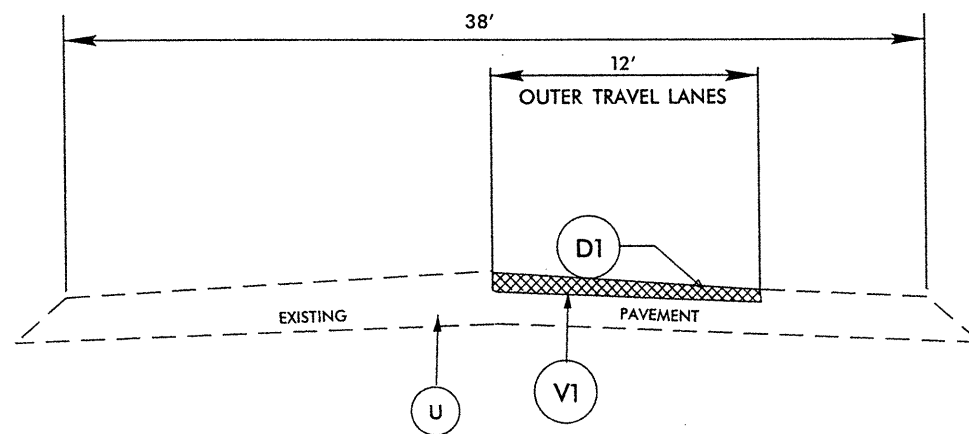 38'
12'
OUTER TRAVEL LANES
D1
EXISTING
PAVEMENT
U
V1